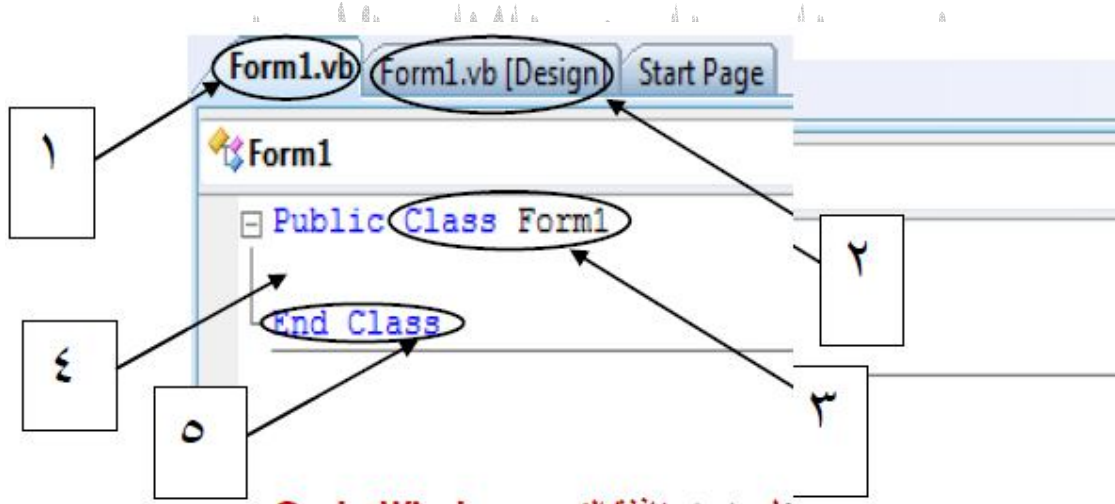 Form1.vb Form1.vb [Design] Start Page
١
Form1
Public Class Form1
٢
End Class
٤
٣
٥